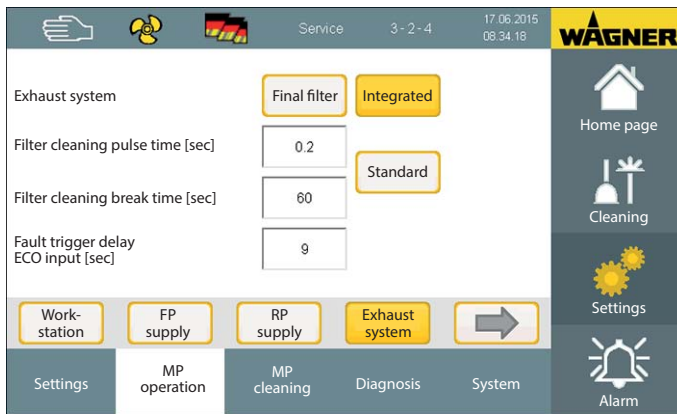 Service
3 - 2 - 4
17.06.2015
08.34.18
WAGNER
Exhaust system
Final filter
Integrated
Filter cleaning pulse time [sec]
0.2
Standard
Filter cleaning break time [sec]
60
Fault trigger delay
ECO input [sec]
9
Work-
station
FP
supply
RP
supply
Exhaust
system
Settings
MP
operation
MP
cleaning
Diagnosis
System
Home page
Cleaning
Settings
Alarm